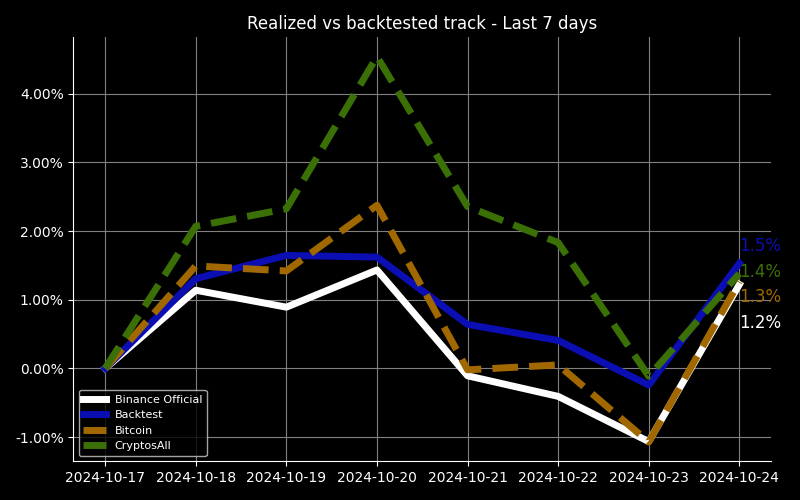 Realized vs backtested track - Last 7 days
4.00%
3.00%
2.00%
1.00%
0.00%
-1.00%
1.5%
1.4%
1.3%
1.2%
Binance Official
Backtest
Bitcoin
CryptosAll
2024-10-17 2024-10-18 2024-10-19 2024-10-20 2024-10-21 2024-10-22 2024-10-23 2024-10-24